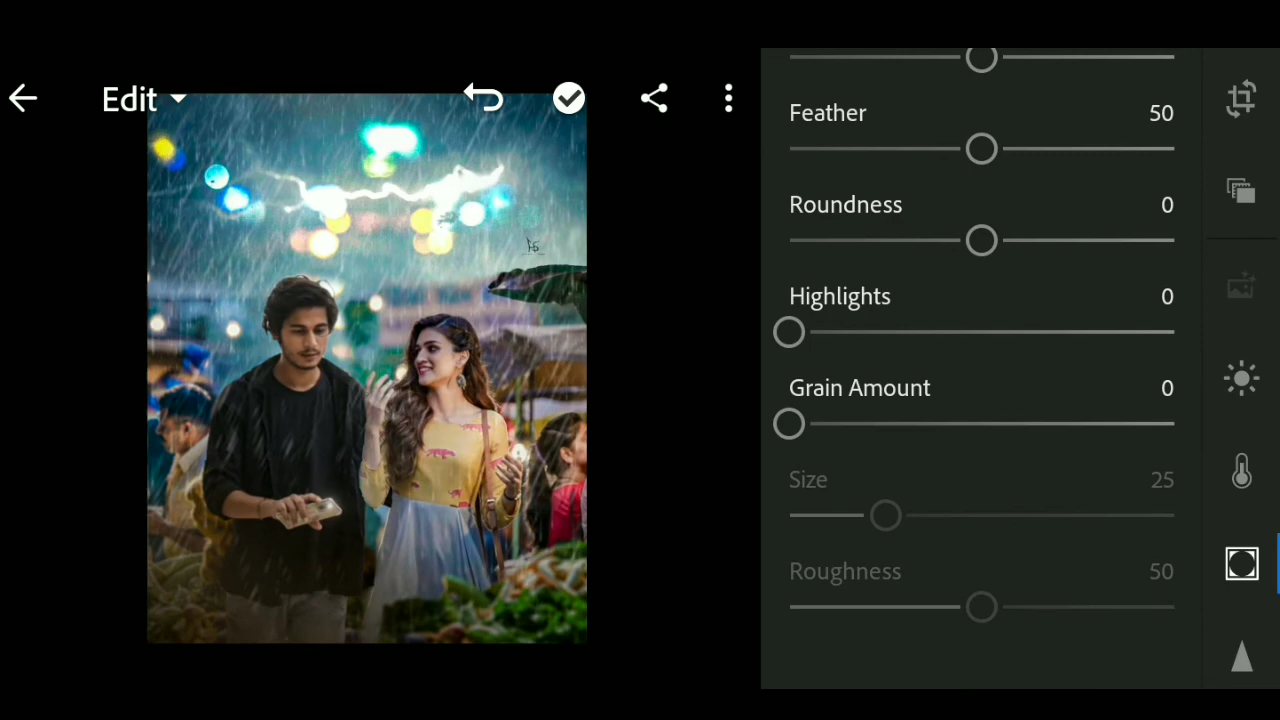 Edit
Feather 50
Roundness 0
Highlights 0
Grain Amount 0
Size 25
Roughness 50